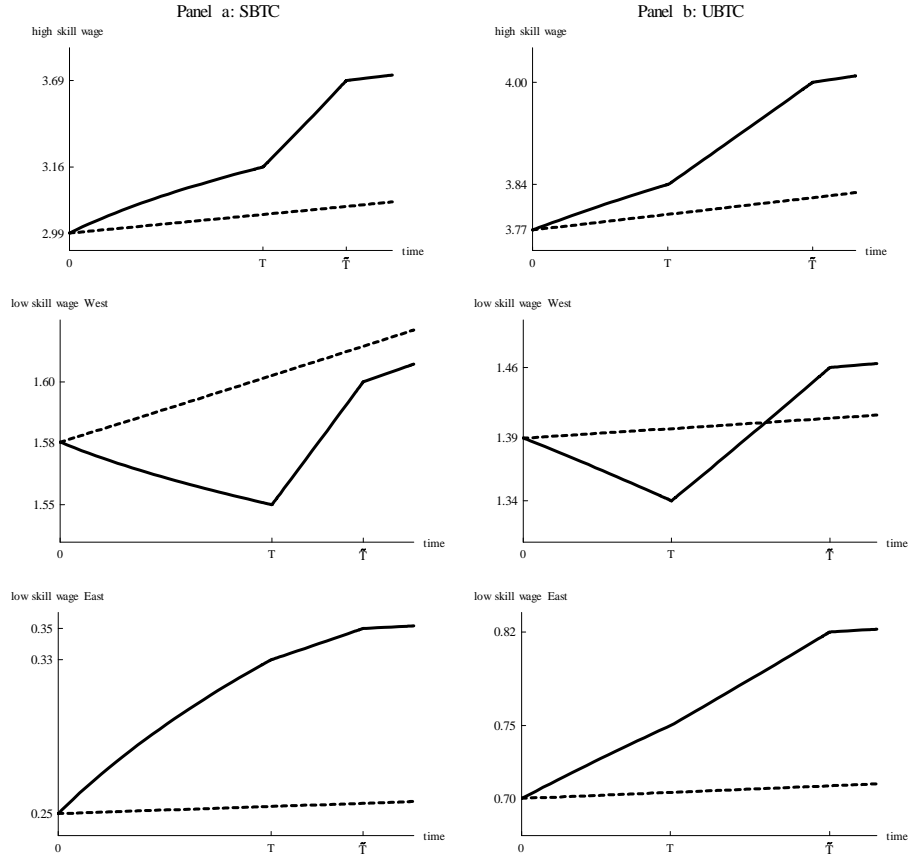 Panel a: SBTC
high skill wage
3.69
3.16
2.99
0
T
T̃
time
low skill wage West
1.60
1.58
1.55
0
T
T̃
time
low skill wage East
0.35
0.33
0.25
0
T
T̃
time
Panel b: UBTC
high skill wage
4.00
3.84
3.77
0
T
T̃
time
low skill wage West
1.46
1.39
1.34
0
T
T̃
time
low skill wage East
0.82
0.75
0.70
0
T
T̃
time